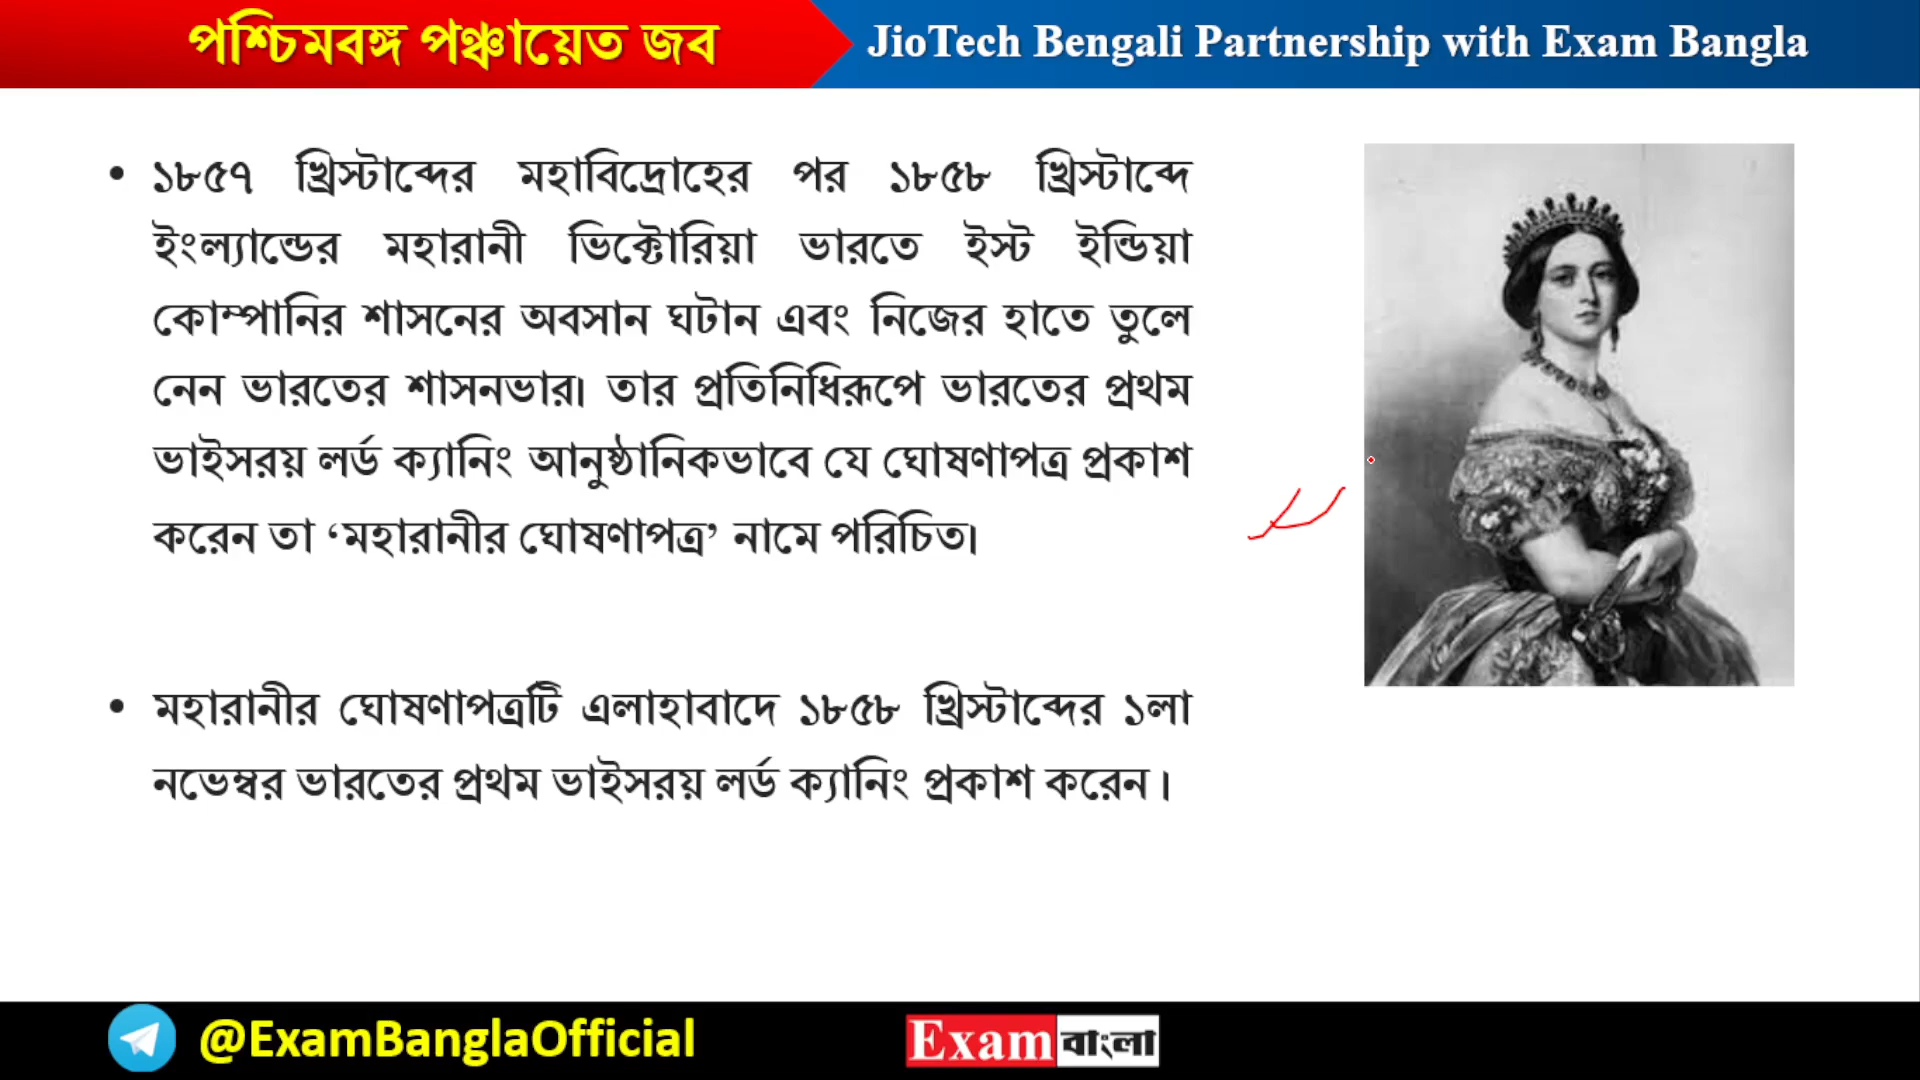 পশ্চিমবঙ্গ পঞ্চায়েত জব
JioTech Bengali Partnership with Exam Bangla
• ১৮৫৭ খ্রিস্টাব্দের মহাবিদ্রোহের পর ১৮৫৮ খ্রিস্টাব্দে
ইংল্যান্ডের মহারানী ভিক্টোরিয়া ভারতে ইস্ট ইন্ডিয়া
কোম্পানির শাসনের অবসান ঘটান এবং নিজের হাতে তুলে
নেন ভারতের শাসনভার। তার প্রতিনিধিরূপে ভারতের প্রথম
ভাইসরয় লর্ড ক্যানিং আনুষ্ঠানিকভাবে যে ঘোষণাপত্র প্রকাশ
করেন তা ‘মহারানীর ঘোষণাপত্র’ নামে পরিচিত।
• মহারানীর ঘোষণাপত্রটি এলাহাবাদে ১৮৫৮ খ্রিস্টাব্দের ১লা
নভেম্বর ভারতের প্রথম ভাইসরয় লর্ড ক্যানিং প্রকাশ করেন।
@ExamBanglaOfficial
Exam বাংলা